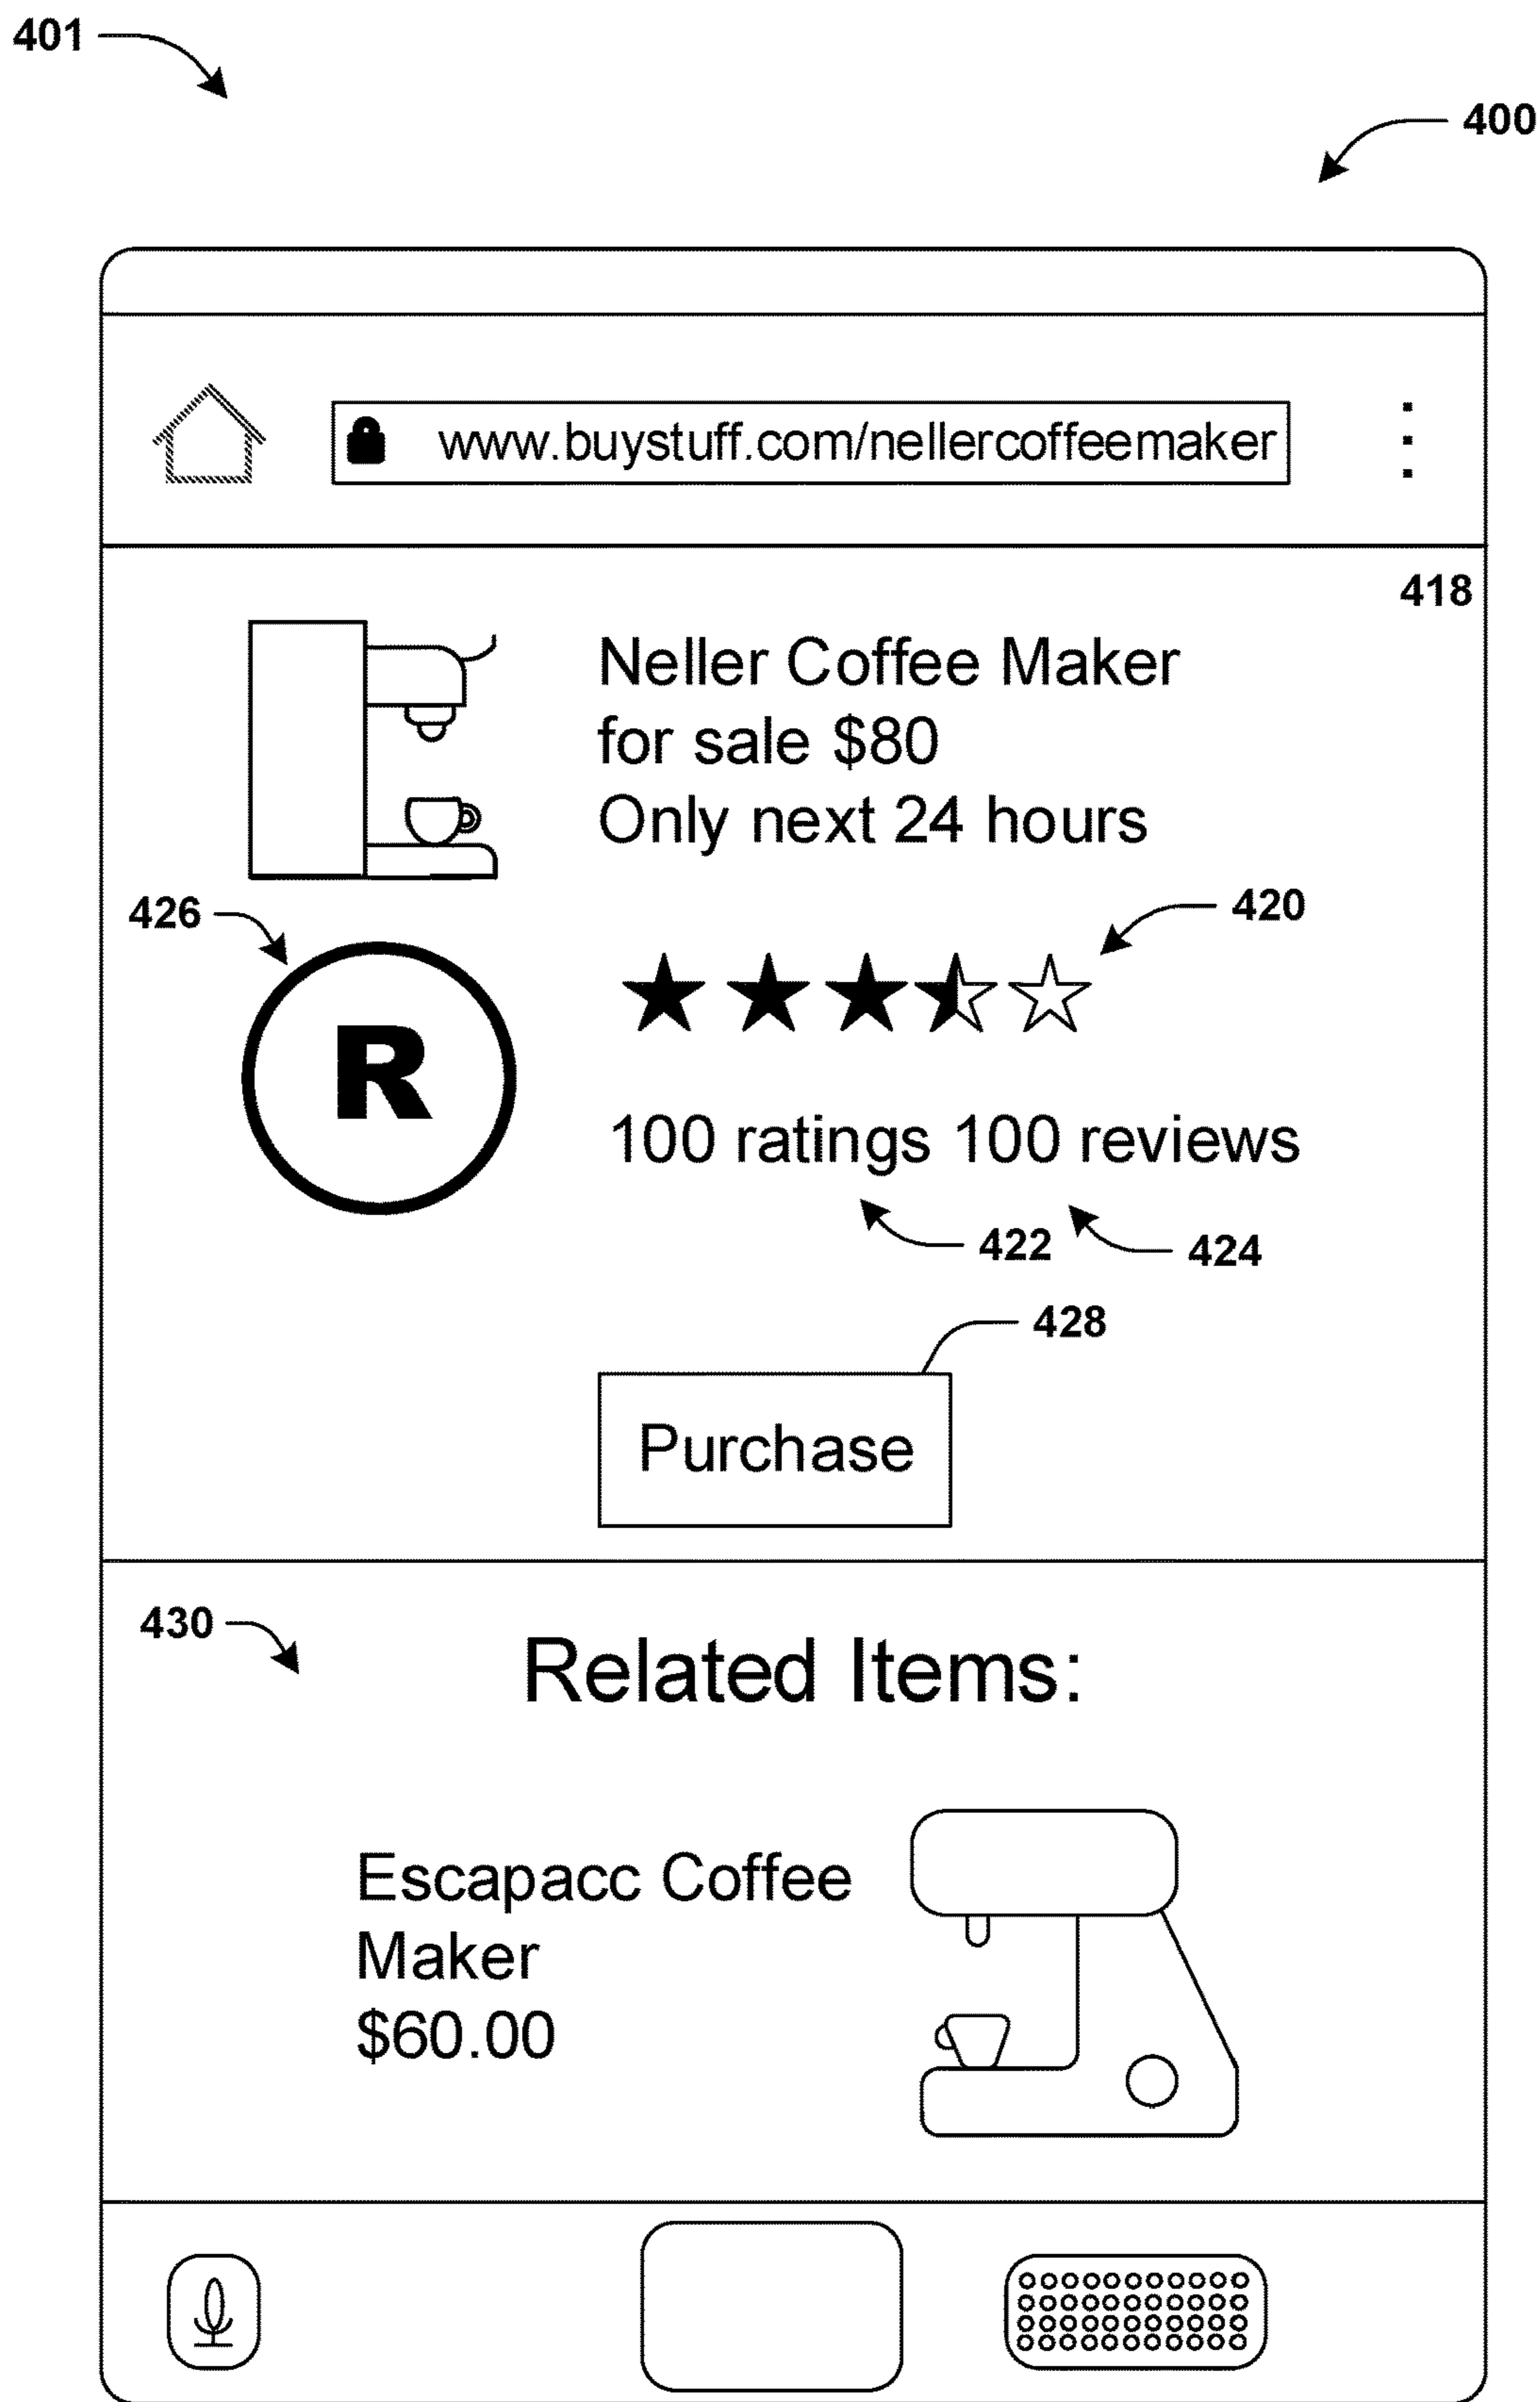 401
400
www.buystuff.com/nellercoffeemaker
418
Neller Coffee Maker
for sale $80
Only next 24 hours
426
420
R
100 ratings 100 reviews
422
424
428
Purchase
430
Related Items:
Escapacc Coffee
Maker
$60.00